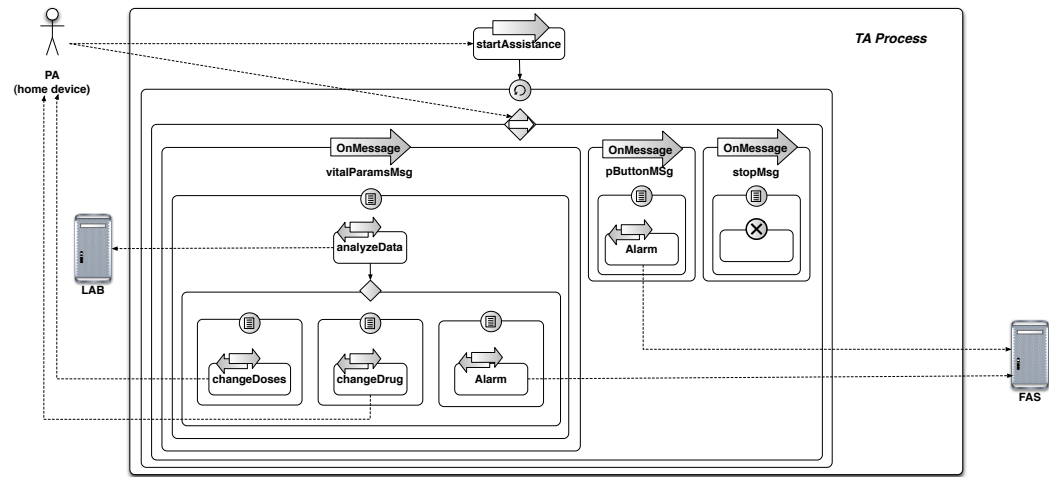 TA Process
startAssistance
PA
(home device)
OnMessage
vitalParamsMsg
OnMessage
pButtonMSg
OnMessage
stopMsg
analyzeData
Alarm
LAB
changeDoses
changeDrug
Alarm
FAS